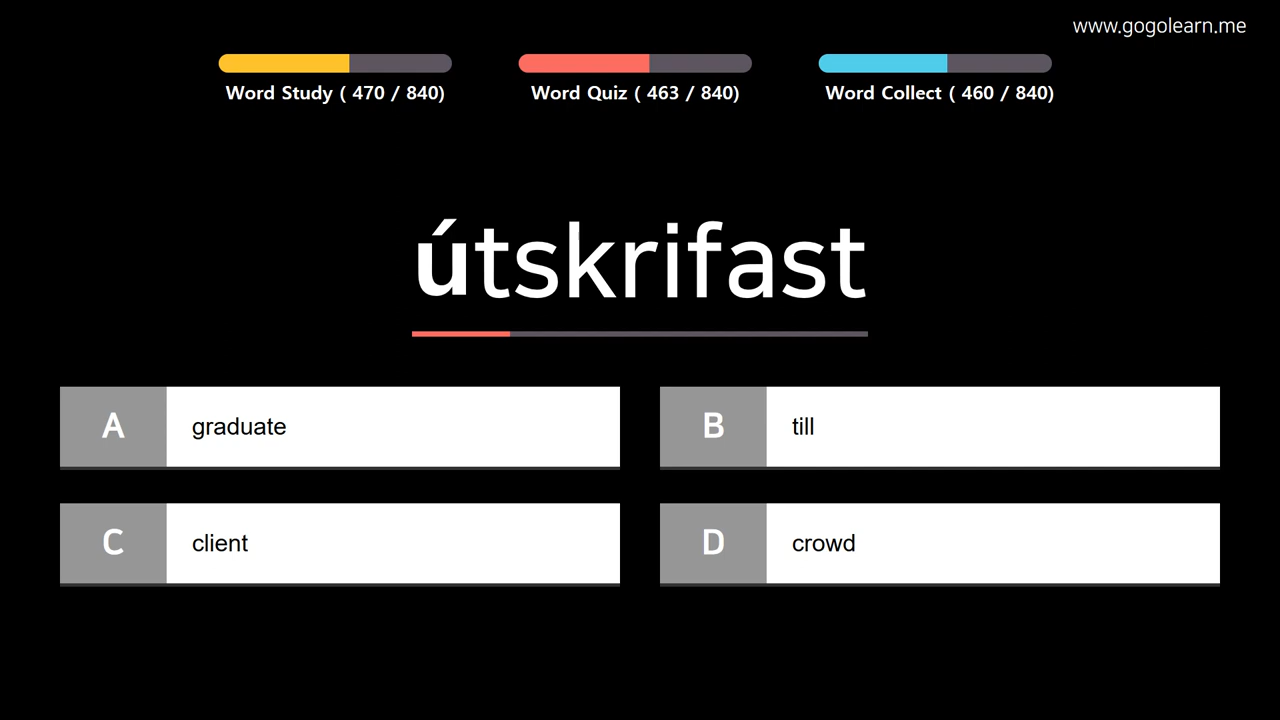 www.gogolearn.me
Word Study ( 470 / 840)
Word Quiz ( 463 / 840)
Word Collect ( 460 / 840)
útskrifast
A graduate
B till
C client
D crowd